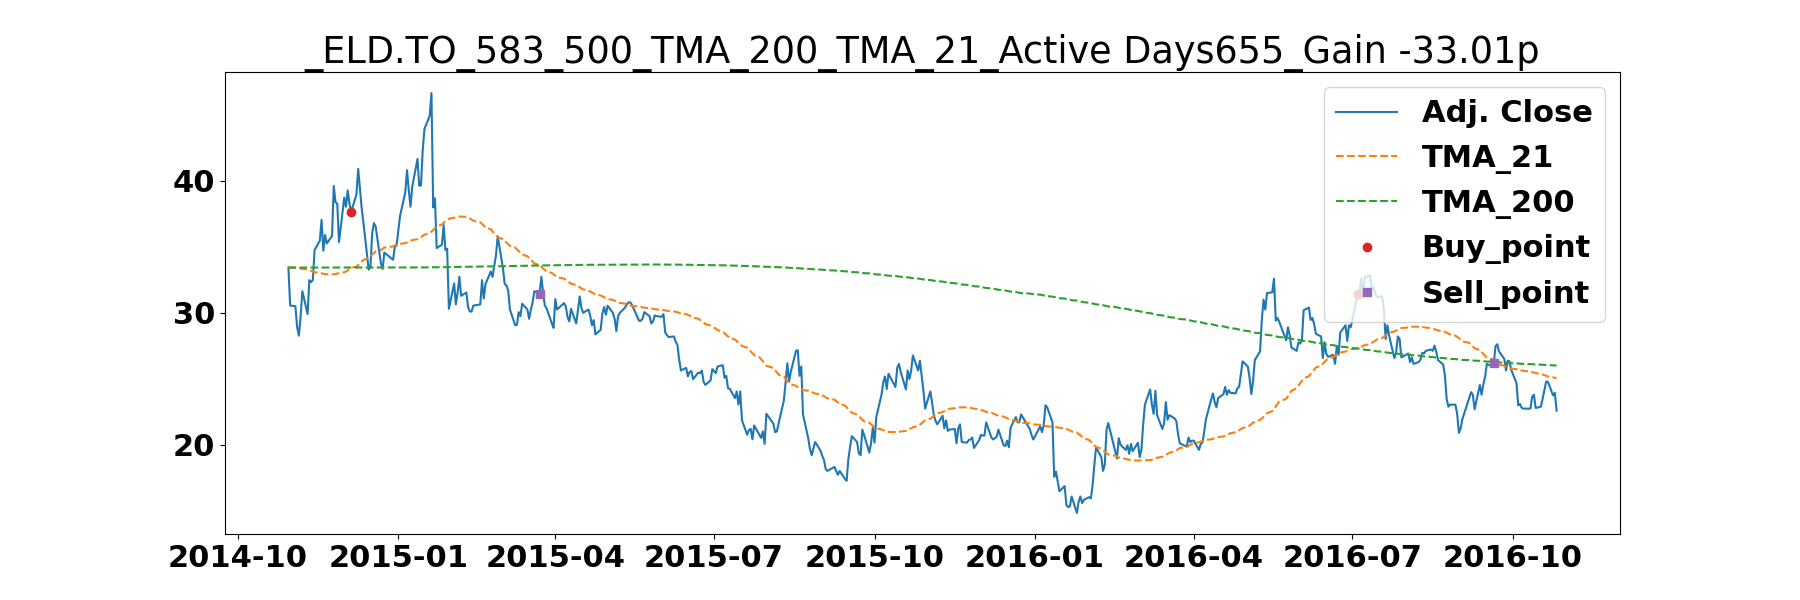 _ELD.TO_583_500_TMA_200_TMA_21_Active Days655_Gain -33.01p
Adj. Close
TMA_21
TMA_200
Buy_point
Sell_point
40
30
20
2014-10 2015-01 2015-04 2015-07 2015-10 2016-01 2016-04 2016-07 2016-10